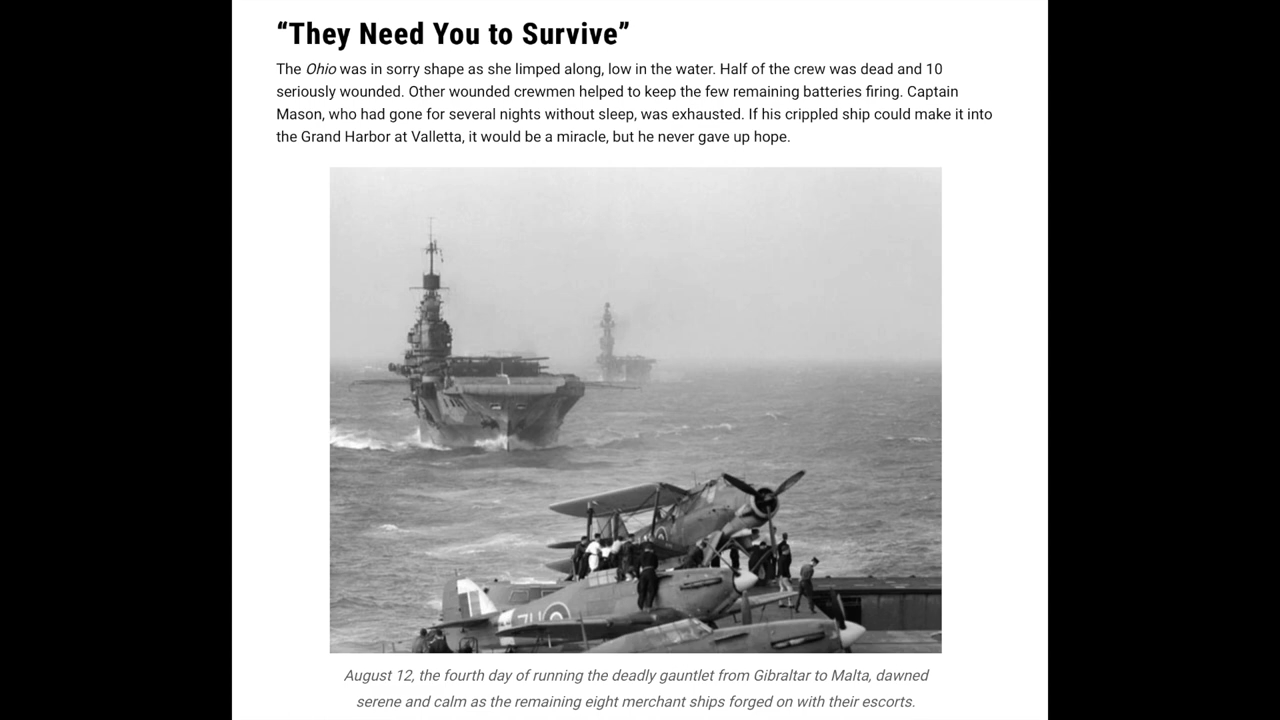 “They Need You to Survive”
The Ohio was in sorry shape as she limped along, low in the water. Half of the crew was dead and 10
seriously wounded. Other wounded crewmen helped to keep the few remaining batteries firing. Captain
Mason, who had gone for several nights without sleep, was exhausted. If his crippled ship could make it into
the Grand Harbor at Valletta, it would be a miracle, but he never gave up hope.
August 12, the fourth day of running the deadly gauntlet from Gibraltar to Malta, dawned
serene and calm as the remaining eight merchant ships forged on with their escorts.